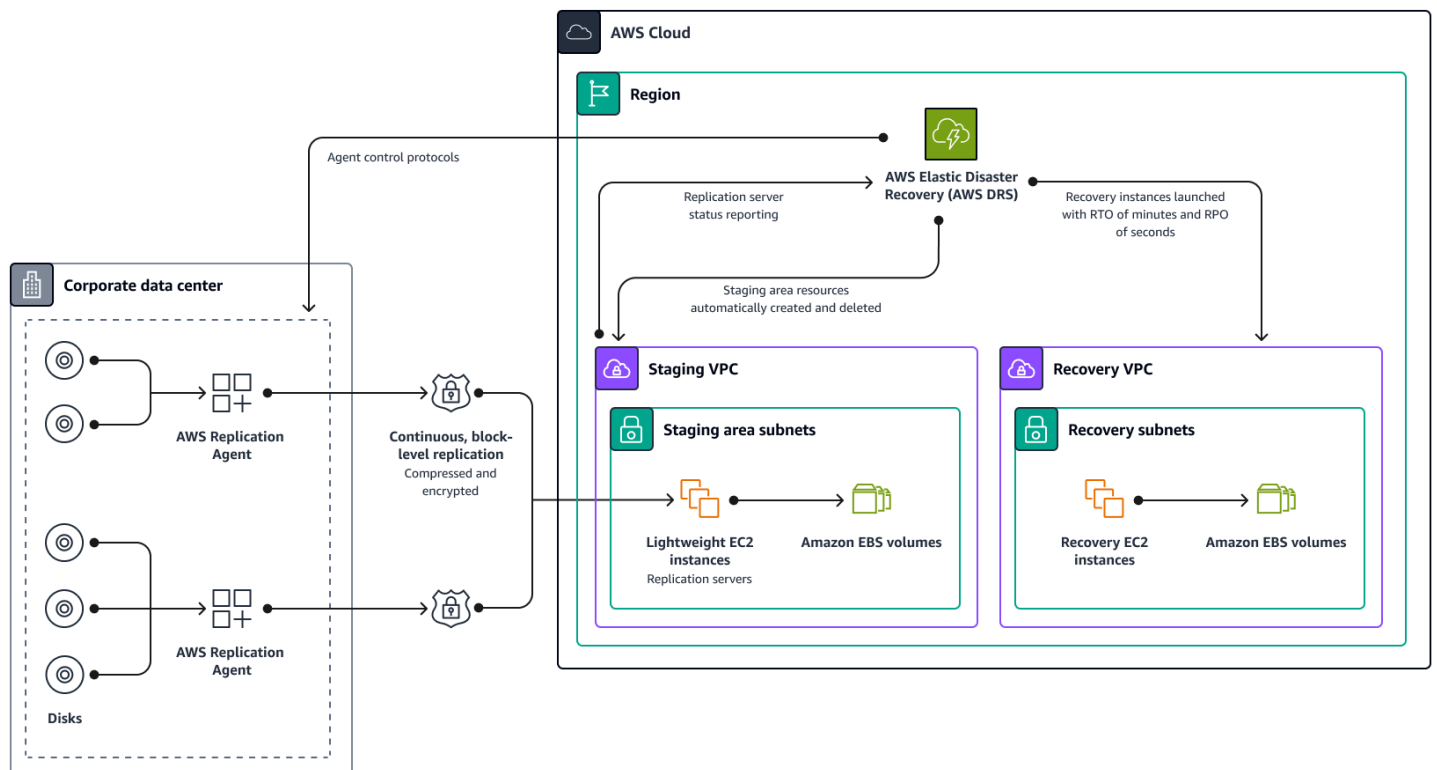 AWS Cloud
Region
Agent control protocols
AWS Elastic Disaster
Recovery (AWS DRS)
Replication server
status reporting
Recovery instances launched
with RTO of minutes and RPO
of seconds
Staging area resources
automatically created and deleted
Corporate data center
AWS Replication
Agent
Continuous, block-
level replication
Compressed and
encrypted
AWS Replication
Agent
Disks
Staging VPC
Staging area subnets
Lightweight EC2
instances
Replication servers
Amazon EBS volumes
Recovery VPC
Recovery subnets
Recovery EC2
instances
Amazon EBS volumes